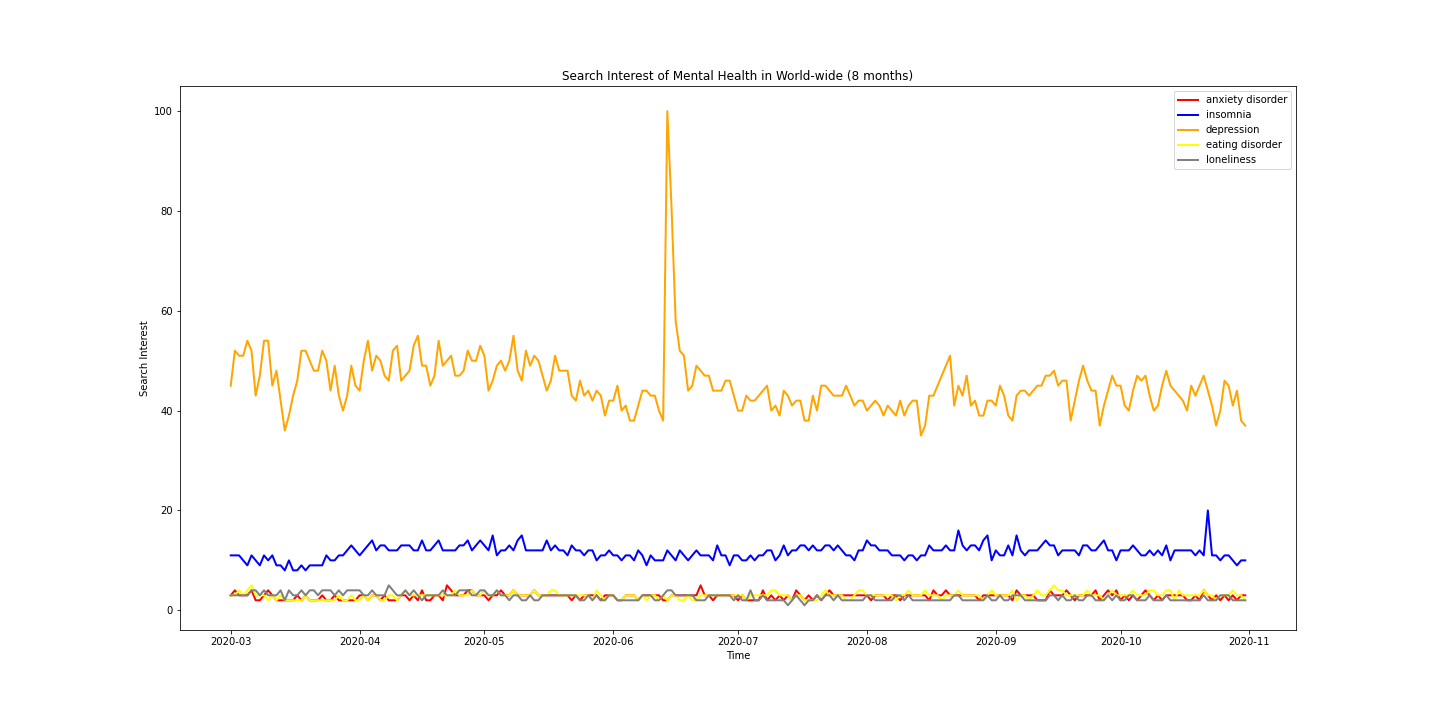 Search Interest of Mental Health in World-wide (8 months)
anxiety disorder
insomnia
depression
eating disorder
loneliness
Search Interest
100
80
60
40
20
0
2020-03 2020-04 2020-05 2020-06 2020-07 2020-08 2020-09 2020-10 2020-11
Time